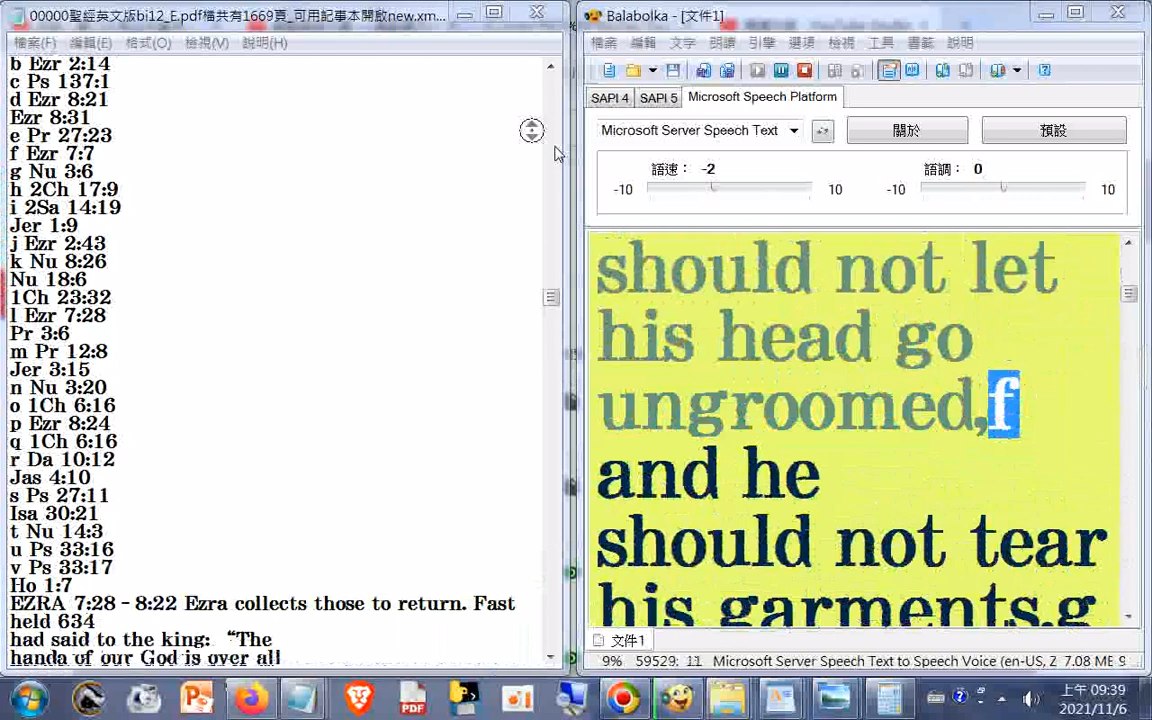 00000聖經英文版bi12_E.pdf檔共有1669頁_可用記事本開啟new.xm...
檔案(F) 編輯(E) 格式(O) 檢視(V) 說明(H)
b Ezr 2:14
c Ps 137:1
d Ezr 8:21
Ezr 8:31
e Pr 27:23
f Ezr 7:7
g Nu 3:6
h 2Ch 17:9
i 2Sa 14:19
Jer 1:9
j Ezr 2:43
k Nu 8:26
Nu 18:6
1Ch 23:32
l Ezr 7:28
Pr 3:6
m Pr 12:8
Jer 3:15
n Nu 3:20
o 1Ch 6:16
p Ezr 8:24
q 1Ch 6:16
r Da 10:12
Jas 4:10
s Ps 27:11
Isa 30:21
t Nu 14:3
u Ps 33:16
v Ps 33:17
Ho 1:7
EZRA 7:28 – 8:22 Ezra collects those to return. Fast
held 634
had said to the king: “The
handa of our God is over all
Balabolka - [文件1]
檔案 編輯 文字 朗讀 引擎 選項 檢視 工具 書籤 說明
SAPI 4 SAPI 5 Microsoft Speech Platform
Microsoft Server Speech Text 關於 預設
語速： -2 語調： 0
-10 10 -10 10
should not let
his head go
ungroomed,f
and he
should not tear
his garments.g
文件1
9% 59529: 11 Microsoft Server Speech Text to Speech Voice (en-US, Z 7.08 MB 9
PDF
上午 09:39
2021/11/6